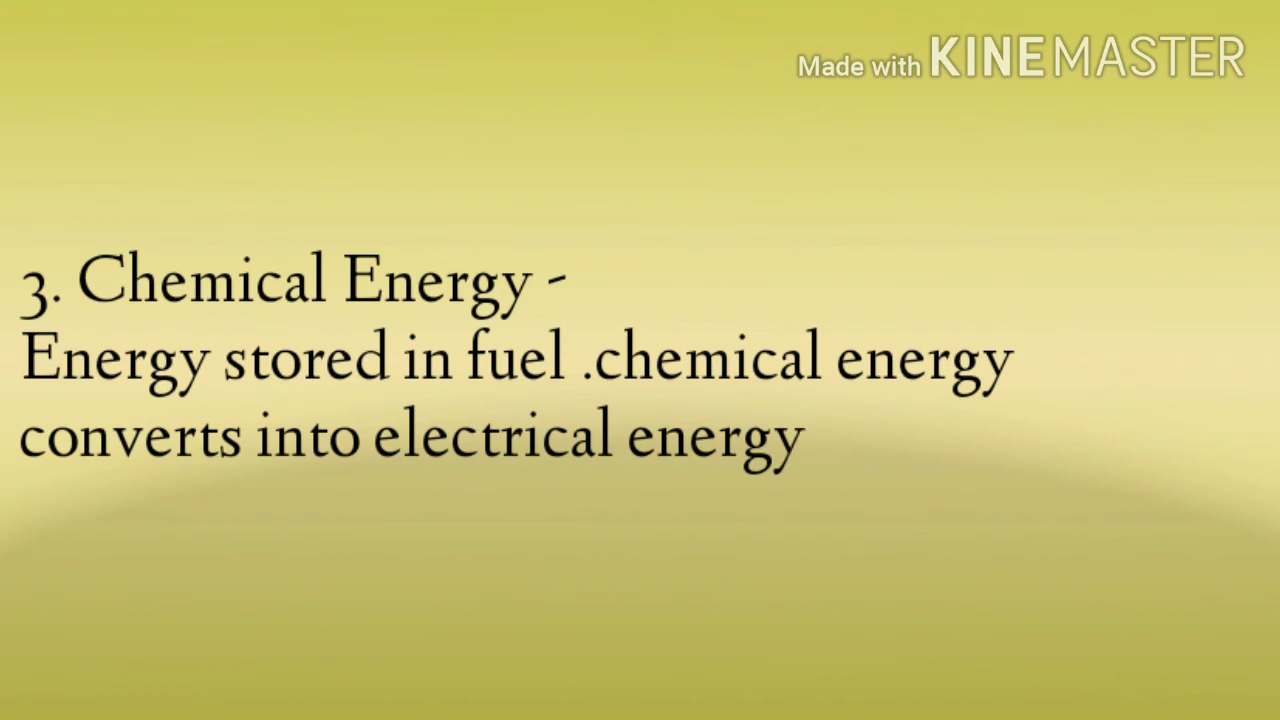 Made with KINEMASTER
3. Chemical Energy -
Energy stored in fuel .chemical energy
converts into electrical energy